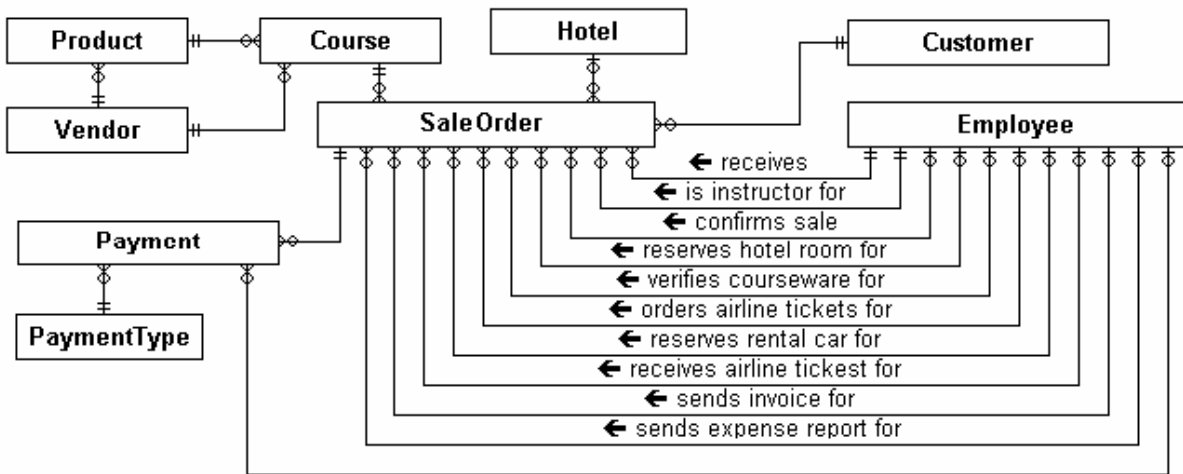 Product
Course
Hotel
Customer
Vendor
SaleOrder
Employee
← receives
← is instructor for
← confirms sale
← reserves hotel room for
← verifies courseware for
← orders airline tickets for
← reserves rental car for
← receives airline tickest for
← sends invoice for
← sends expense report for
Payment
PaymentType